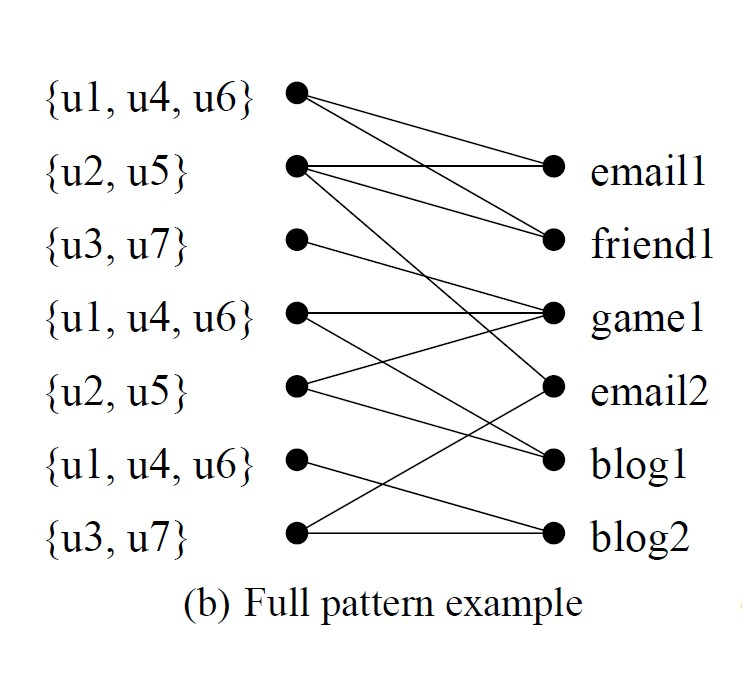 {u1, u4, u6}
{u2, u5}
email1
{u3, u7}
friend1
{u1, u4, u6}
game1
{u2, u5}
email2
{u1, u4, u6}
blog1
{u3, u7}
blog2
(b) Full pattern example